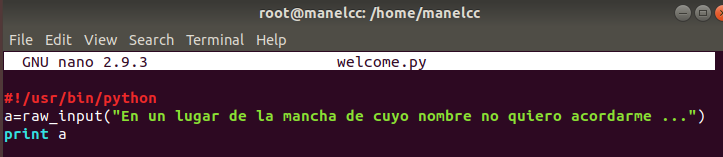 root@manelcc: /home/manelcc
File Edit View Search Terminal Help
GNU nano 2.9.3 welcome.py
#!/usr/bin/python
a=raw_input("En un lugar de la mancha de cuyo nombre no quiero acordarme ...")
print a